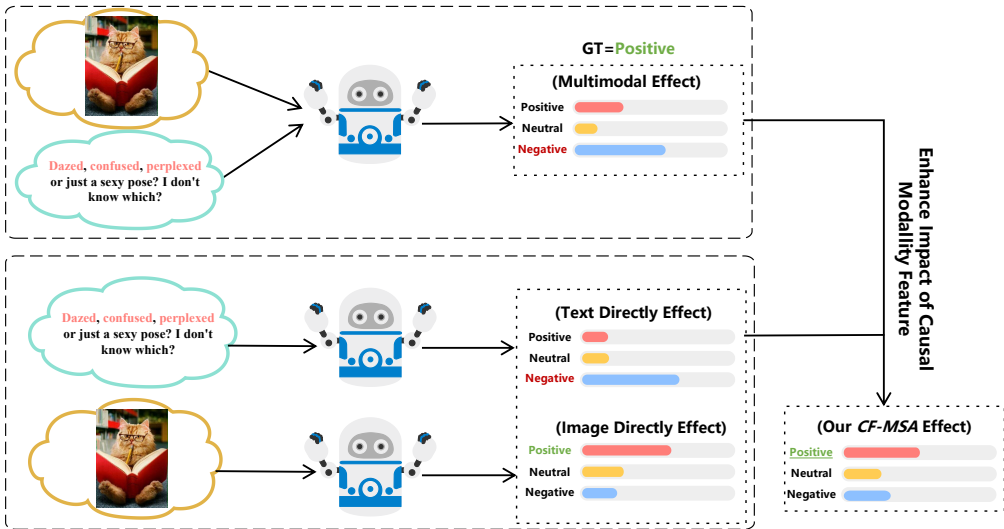 GT=Positive
(Multimodal Effect)
Positive
Neutral
Negative
Dazed, confused, perplexed
or just a sexy pose? I don't
know which?
Enhance Impact of Causal
Modallity Feature
Dazed, confused, perplexed
or just a sexy pose? I don't
know which?
(Text Directly Effect)
Positive
Neutral
Negative
(Image Directly Effect)
Positive
Neutral
Negative
(Our CF-MSA Effect)
Positive
Neutral
Negative